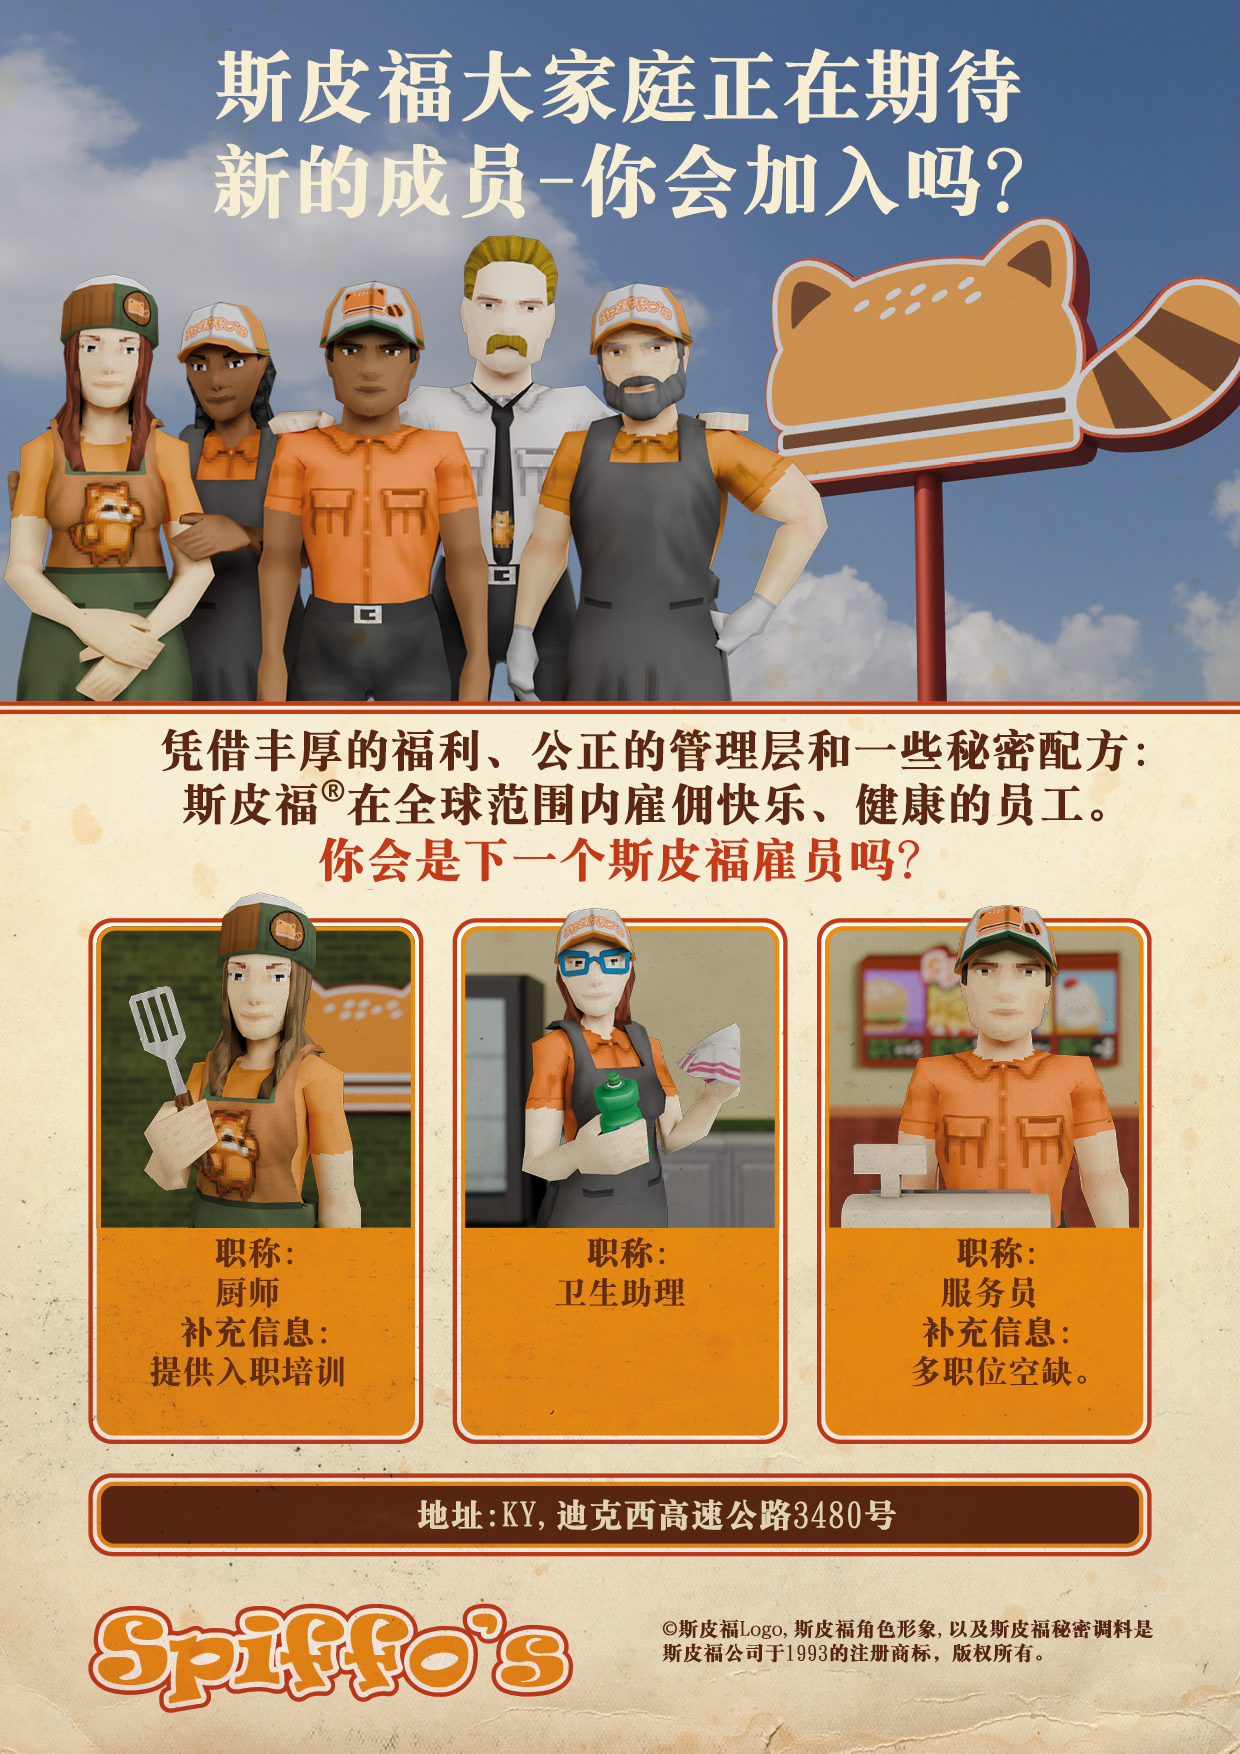 斯皮福大家庭正在期待
新的成员-你会加入吗?
Spiffo's
Spiffo's
凭借丰厚的福利、公正的管理层和一些秘密配方:
斯皮福®在全球范围内雇佣快乐、健康的员工。
你会是下一个斯皮福雇员吗?
Spiffo's
职称:
厨师
补充信息:
提供入职培训
职称:
卫生助理
职称:
服务员
补充信息:
多职位空缺。
地址:KY, 迪克西高速公路3480号
Spiffo's
©斯皮福Logo, 斯皮福角色形象, 以及斯皮福秘密调料是
斯皮福公司于1993的注册商标，版权所有。